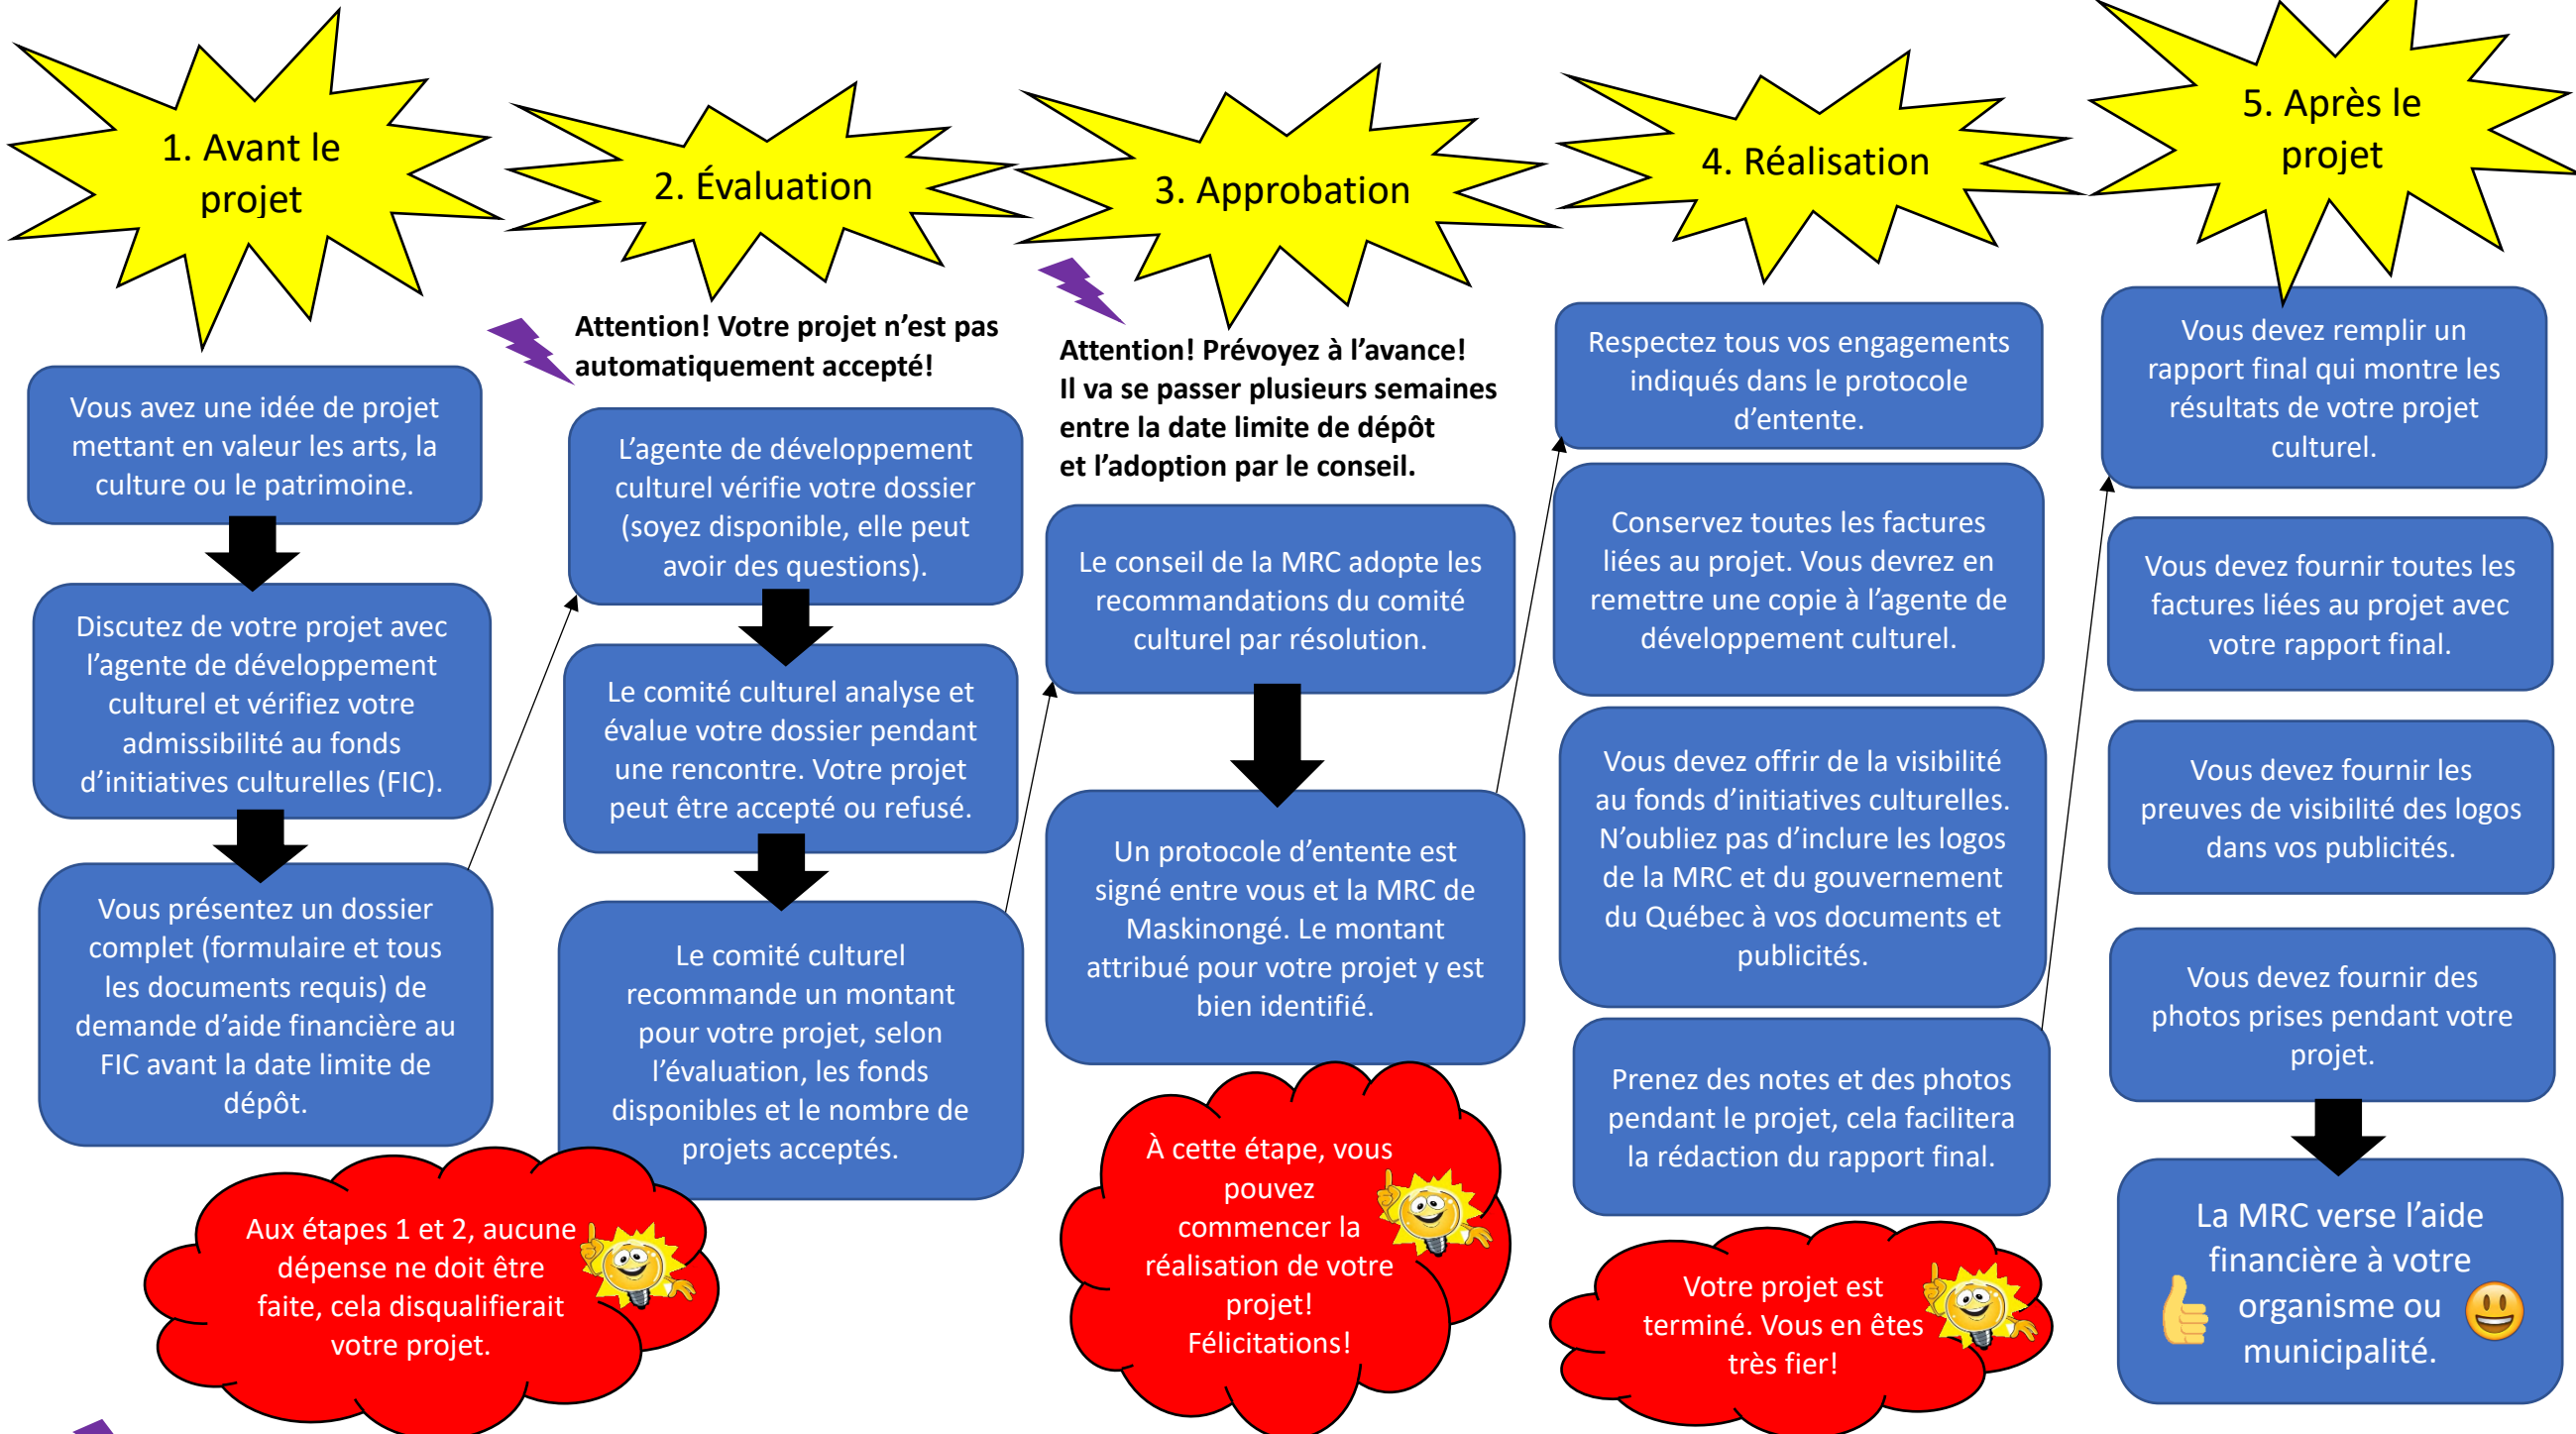 1. Avant le
projet
Vous avez une idée de projet
mettant en valeur les arts, la
culture ou le patrimoine.
Discutez de votre projet avec
l’agente de développement
culturel et vérifiez votre
admissibilité au fonds
d’initiatives culturelles (FIC).
Vous présentez un dossier
complet (formulaire et tous
les documents requis) de
demande d’aide financière au
FIC avant la date limite de
dépôt.
2. Évaluation
Attention! Votre projet n’est pas
automatiquement accepté!
L’agente de développement
culturel vérifie votre dossier
(soyez disponible, elle peut
avoir des questions).
Le comité culturel analyse et
évalue votre dossier pendant
une rencontre. Votre projet
peut être accepté ou refusé.
Le comité culturel
recommande un montant
pour votre projet, selon
l’évaluation, les fonds
disponibles et le nombre de
projets acceptés.
Aux étapes 1 et 2, aucune
dépense ne doit être
faite, cela disqualifierait
votre projet.
3. Approbation
Attention! Prévoyez à l’avance!
Il va se passer plusieurs semaines
entre la date limite de dépôt
et l’adoption par le conseil.
Le conseil de la MRC adopte les
recommandations du comité
culturel par résolution.
Un protocole d’entente est
signé entre vous et la MRC de
Maskinongé. Le montant
attribué pour votre projet y est
bien identifié.
À cette étape, vous
pouvez
commencer la
réalisation de votre
projet!
Félicitations!
4. Réalisation
Respectez tous vos engagements
indiqués dans le protocole
d’entente.
Conservez toutes les factures
liées au projet. Vous devrez en
remettre une copie à l’agente de
développement culturel.
Vous devez offrir de la visibilité
au fonds d’initiatives culturelles.
N’oubliez pas d’inclure les logos
de la MRC et du gouvernement
du Québec à vos documents et
publicités.
Prenez des notes et des photos
pendant le projet, cela facilitera
la rédaction du rapport final.
Votre projet est
terminé. Vous en êtes
très fier!
5. Après le
projet
Vous devez remplir un
rapport final qui montre les
résultats de votre projet
culturel.
Vous devez fournir toutes les
factures liées au projet avec
votre rapport final.
Vous devez fournir les
preuves de visibilité des logos
dans vos publicités.
Vous devez fournir des
photos prises pendant votre
projet.
La MRC verse l’aide
financière à votre
organisme ou
municipalité.